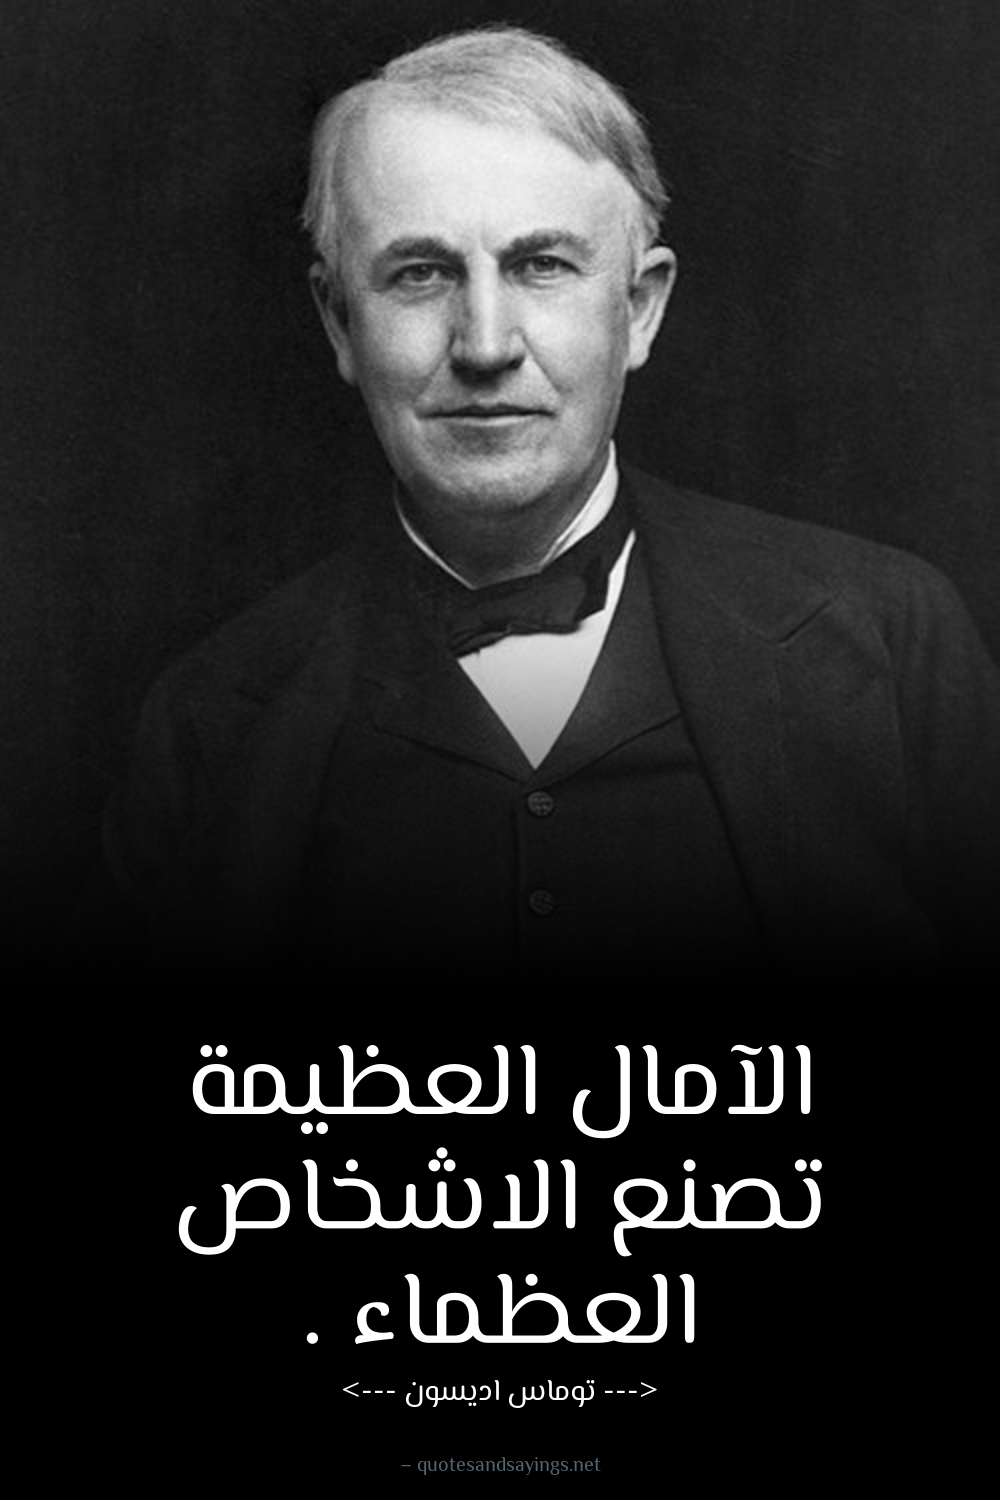 الآمال العظيمة
تصنع الاشخاص
العظماء .
<--- توماس اديسون --->
– quotesandsayings.net